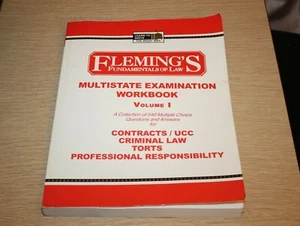 FLEMING'S
FUNDAMENTALS OF LAW
MULTISTATE EXAMINATION
WORKBOOK
VOLUME I
A Collection of 240 Multiple Choice
Questions and Answers
for
CONTRACTS / UCC
CRIMINAL LAW
TORTS
PROFESSIONAL RESPONSIBILITY